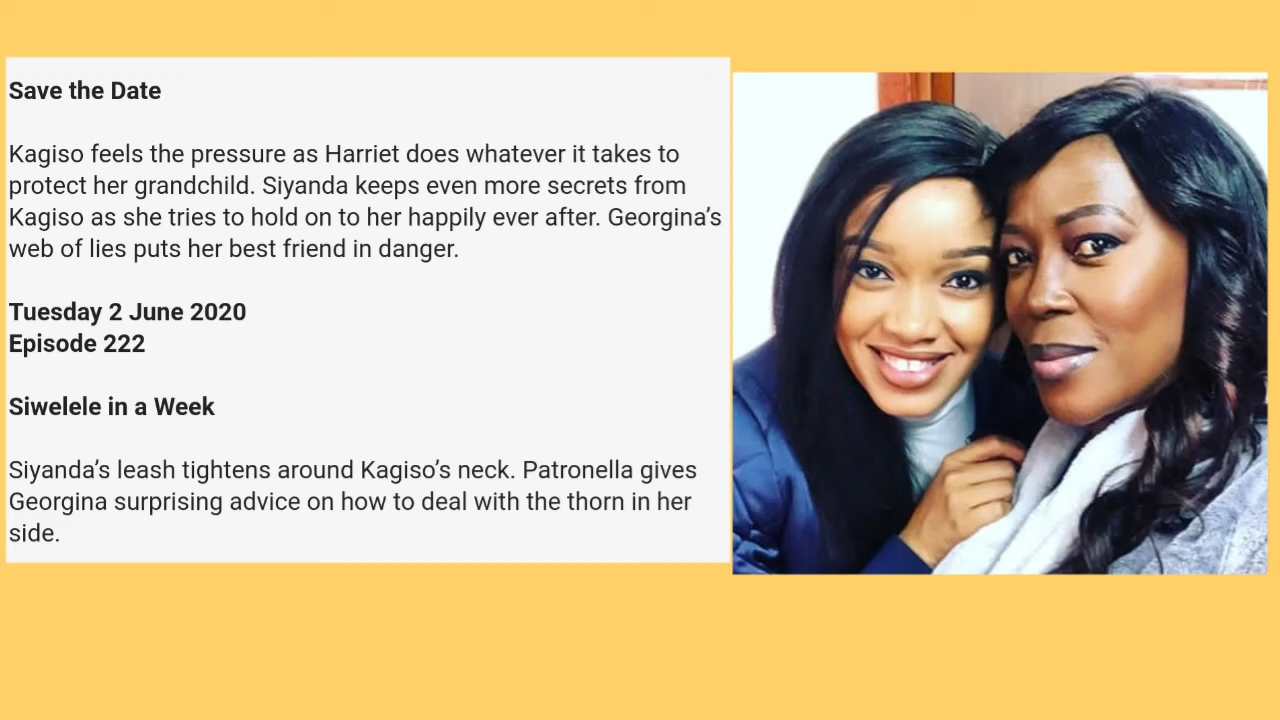 Save the Date
Kagiso feels the pressure as Harriet does whatever it takes to
protect her grandchild. Siyanda keeps even more secrets from
Kagiso as she tries to hold on to her happily ever after. Georgina’s
web of lies puts her best friend in danger.
Tuesday 2 June 2020
Episode 222
Siwelele in a Week
Siyanda’s leash tightens around Kagiso’s neck. Patronella gives
Georgina surprising advice on how to deal with the thorn in her
side.